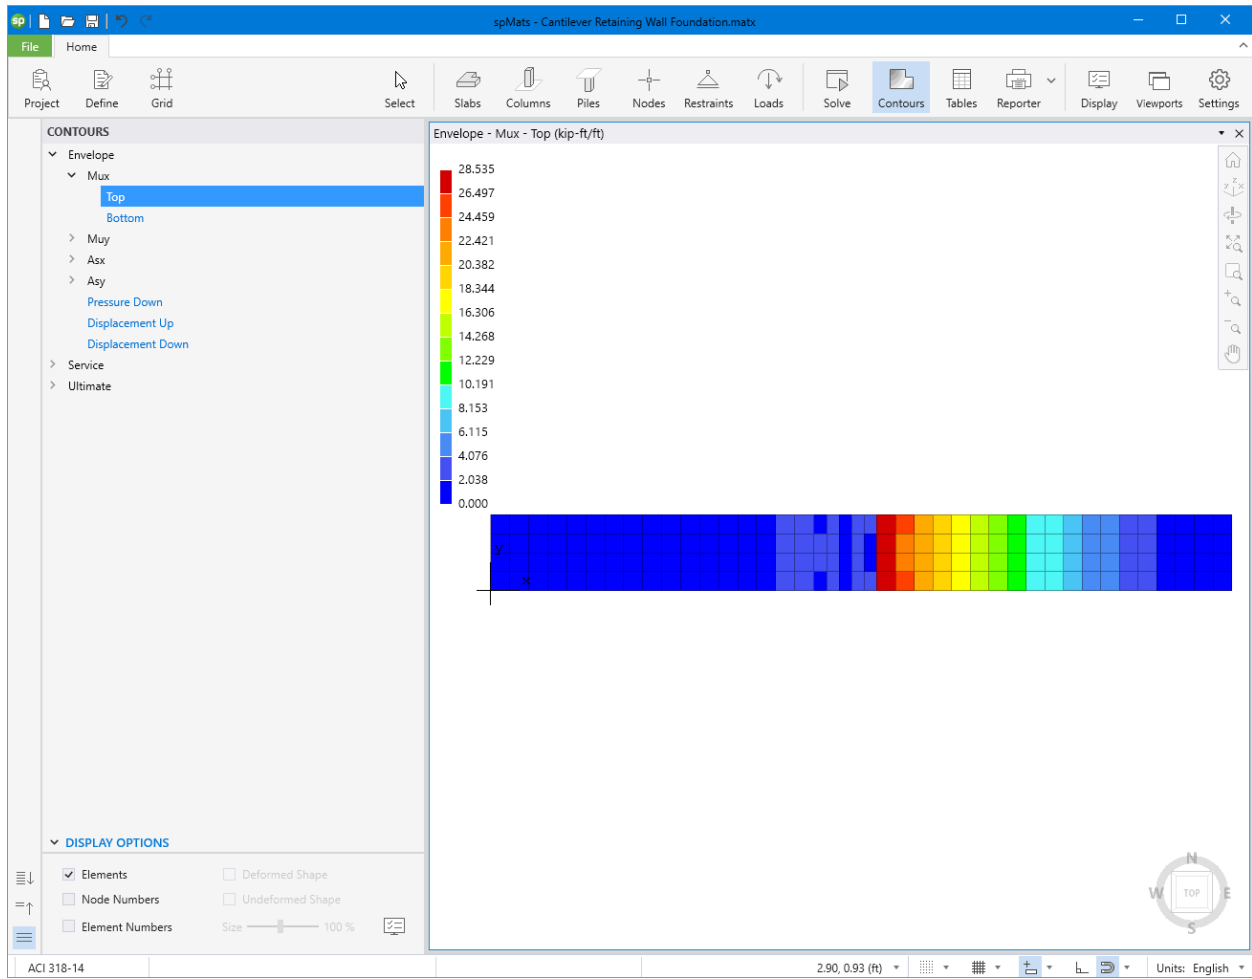 sp spMats - Cantilever Retaining Wall Foundation.matx
File Home
Project Define Grid Select Slabs Columns Piles Nodes Restraints Loads Solve Contours Tables Reporter Display Viewports Settings
CONTOURS
Envelope
Mux
Top
Bottom
Muy
Asx
Asy
Pressure Down
Displacement Up
Displacement Down
Service
Ultimate
DISPLAY OPTIONS
Elements Deformed Shape
Node Numbers Undeformed Shape
Element Numbers Size 100 %
Envelope - Mux - Top (kip-ft/ft)
28.535
26.497
24.459
22.421
20.382
18.344
16.306
14.268
12.229
10.191
8.153
6.115
4.076
2.038
0.000
y
x
z
y x
N
W TOP E
S
ACI 318-14 2.90, 0.93 (ft) Units: English